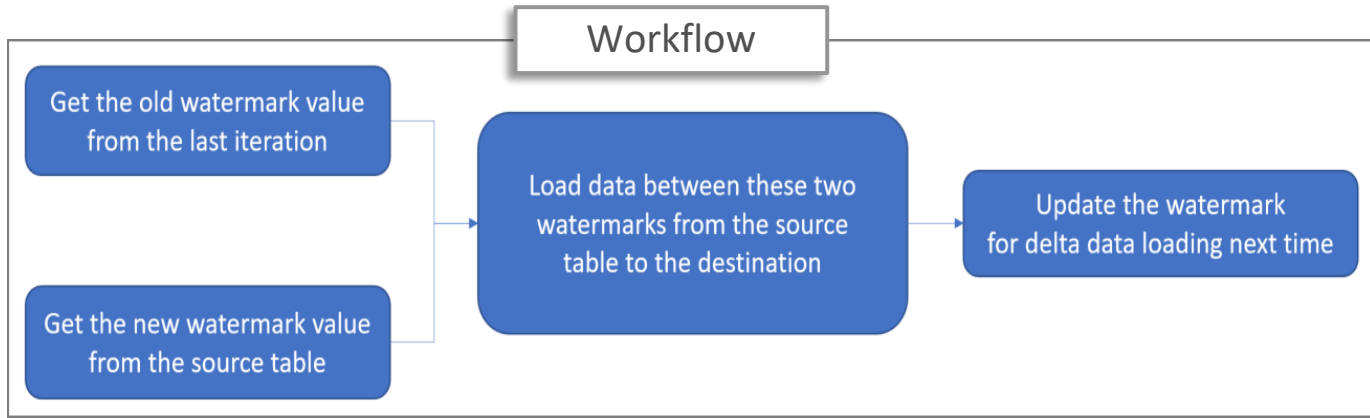 Workflow
Get the old watermark value
from the last iteration
Get the new watermark value
from the source table
Load data between these two
watermarks from the source
table to the destination
Update the watermark
for delta data loading next time